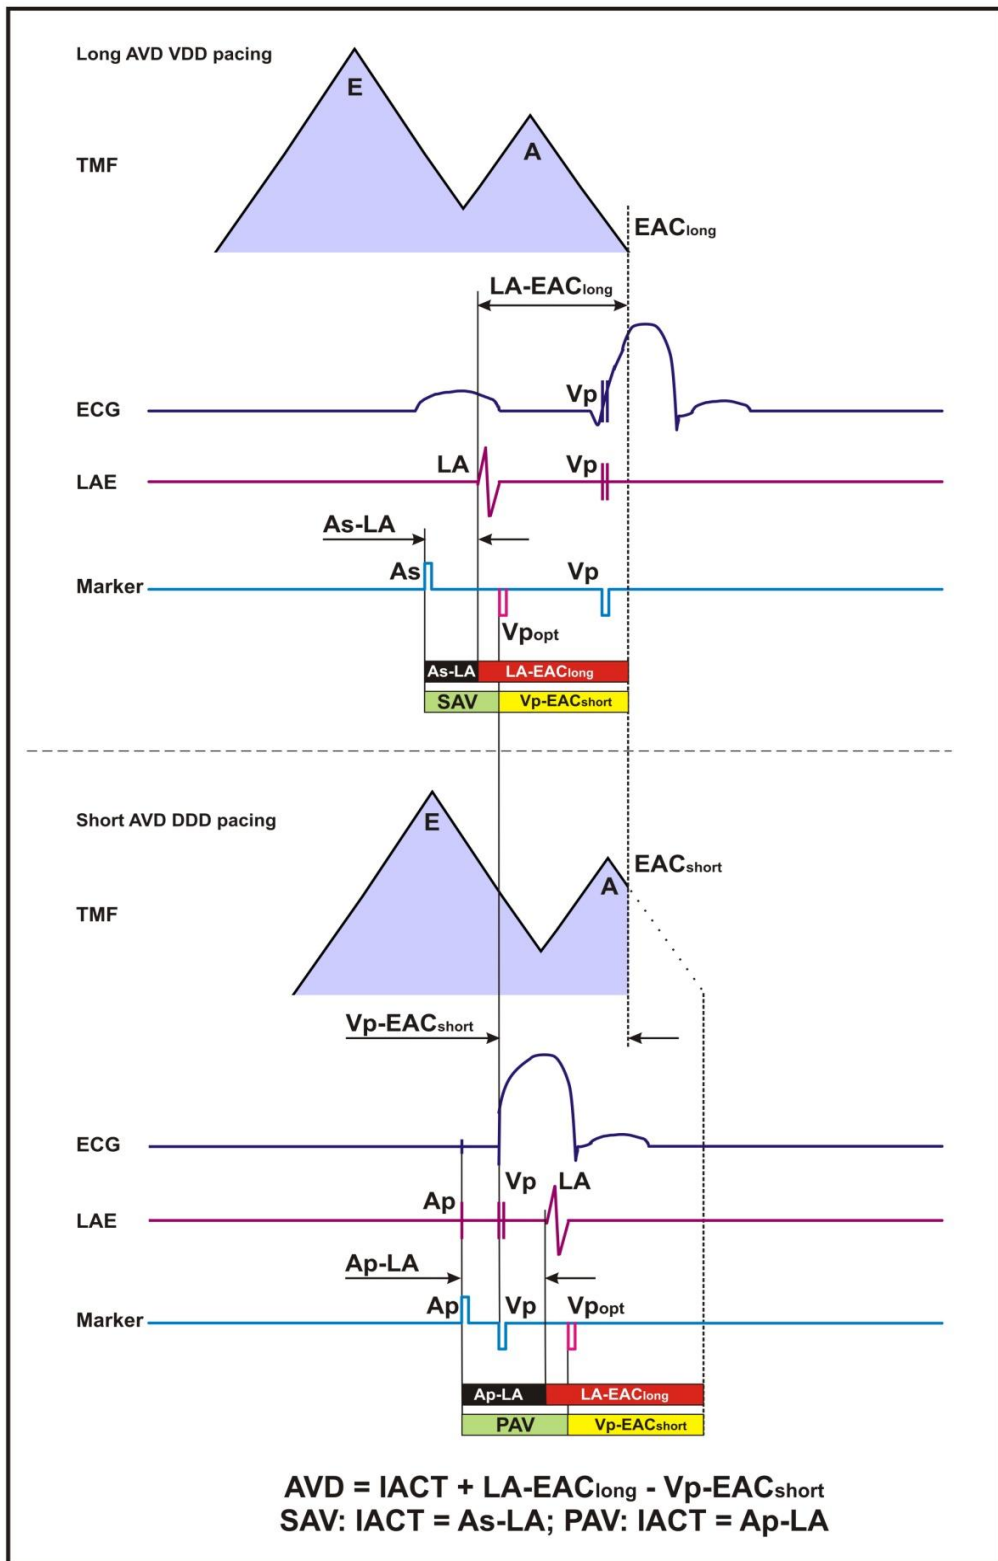 Long AVD VDD pacing
E
A
TMF
EAClong
LA-EAClong
Vp
ECG
LA
Vp
LAE
As-LA
As
Vp
Marker
Vpopt
As-LA
LA-EAClong
SAV
Vp-EACshort
Short AVD DDD pacing
E
EACshort
A
TMF
Vp-EACshort
ECG
Vp
LA
Ap
LAE
Ap-LA
Ap
Vp
Vpopt
Marker
Ap-LA
LA-EAClong
PAV
Vp-EACshort
AVD = IACT + LA-EAClong - Vp-EACshort
SAV: IACT = As-LA; PAV: IACT = Ap-LA